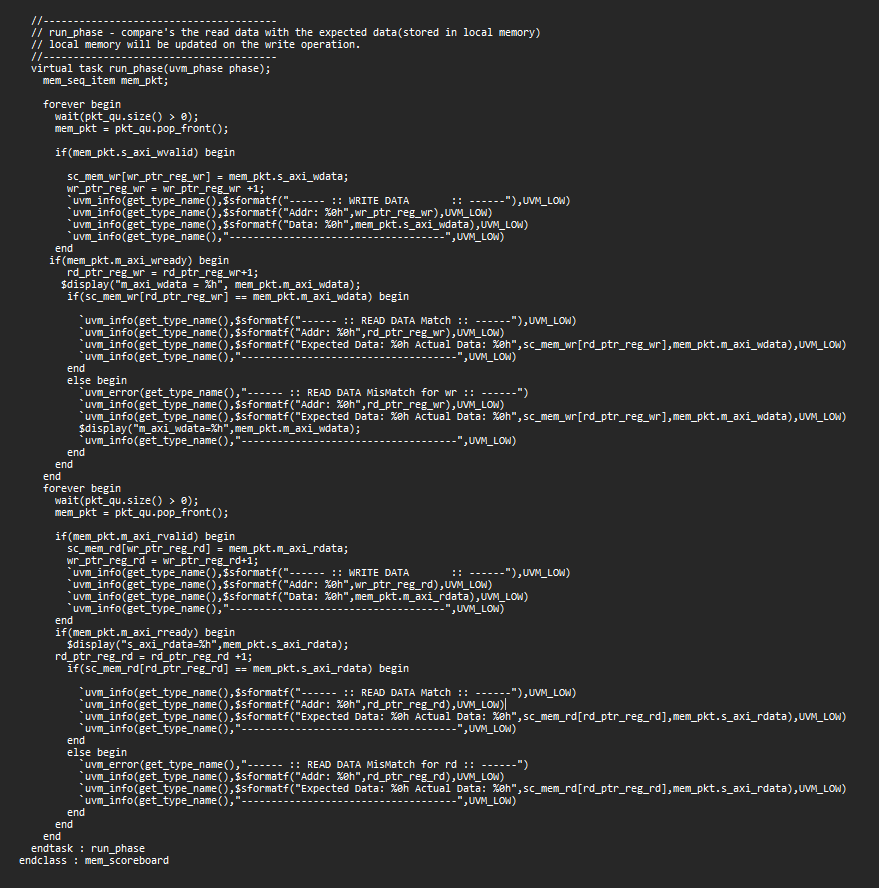 //---------------------------------------
// run_phase - compare's the read data with the expected data(stored in local memory)
// local memory will be updated on the write operation.
//---------------------------------------
virtual task run_phase(uvm_phase phase);
mem_seq_item mem_pkt;
forever begin
wait(pkt_qu.size() > 0);
mem_pkt = pkt_qu.pop_front();
if(mem_pkt.s_axi_wvalid) begin
sc_mem_wr[wr_ptr_reg_wr] = mem_pkt.s_axi_wdata;
wr_ptr_reg_wr = wr_ptr_reg_wr +1;
`uvm_info(get_type_name(),$sformatf("------ :: WRITE DATA       :: ------"),UVM_LOW)
`uvm_info(get_type_name(),$sformatf("Addr: %0h",wr_ptr_reg_wr),UVM_LOW)
`uvm_info(get_type_name(),$sformatf("Data: %0h",mem_pkt.s_axi_wdata),UVM_LOW)
`uvm_info(get_type_name(),"------------------------------------",UVM_LOW)
end
if(mem_pkt.m_axi_wready) begin
rd_ptr_reg_wr = rd_ptr_reg_wr+1;
$display("m_axi_wdata = %h", mem_pkt.m_axi_wdata);
if(sc_mem_wr[rd_ptr_reg_wr] == mem_pkt.m_axi_wdata) begin
`uvm_info(get_type_name(),$sformatf("------ :: READ DATA Match :: ------"),UVM_LOW)
`uvm_info(get_type_name(),$sformatf("Addr: %0h",rd_ptr_reg_wr),UVM_LOW)
`uvm_info(get_type_name(),$sformatf("Expected Data: %0h Actual Data: %0h",sc_mem_wr[rd_ptr_reg_wr],mem_pkt.m_axi_wdata),UVM_LOW)
`uvm_info(get_type_name(),"------------------------------------",UVM_LOW)
end
else begin
`uvm_error(get_type_name(),"------ :: READ DATA MisMatch for wr :: ------")
`uvm_info(get_type_name(),$sformatf("Addr: %0h",rd_ptr_reg_wr),UVM_LOW)
`uvm_info(get_type_name(),$sformatf("Expected Data: %0h Actual Data: %0h",sc_mem_wr[rd_ptr_reg_wr],mem_pkt.m_axi_wdata),UVM_LOW)
$display("m_axi_wdata=%h",mem_pkt.m_axi_wdata);
`uvm_info(get_type_name(),"------------------------------------",UVM_LOW)
end
end
end
forever begin
wait(pkt_qu.size() > 0);
mem_pkt = pkt_qu.pop_front();
if(mem_pkt.m_axi_rvalid) begin
sc_mem_rd[wr_ptr_reg_rd] = mem_pkt.m_axi_rdata;
wr_ptr_reg_rd = wr_ptr_reg_rd+1;
`uvm_info(get_type_name(),$sformatf("------ :: WRITE DATA       :: ------"),UVM_LOW)
`uvm_info(get_type_name(),$sformatf("Addr: %0h",wr_ptr_reg_rd),UVM_LOW)
`uvm_info(get_type_name(),$sformatf("Data: %0h",mem_pkt.m_axi_rdata),UVM_LOW)
`uvm_info(get_type_name(),"------------------------------------",UVM_LOW)
end
if(mem_pkt.m_axi_rready) begin
$display("s_axi_rdata=%h",mem_pkt.s_axi_rdata);
rd_ptr_reg_rd = rd_ptr_reg_rd +1;
if(sc_mem_rd[rd_ptr_reg_rd] == mem_pkt.s_axi_rdata) begin
`uvm_info(get_type_name(),$sformatf("------ :: READ DATA Match :: ------"),UVM_LOW)
`uvm_info(get_type_name(),$sformatf("Addr: %0h",rd_ptr_reg_rd),UVM_LOW)
`uvm_info(get_type_name(),$sformatf("Expected Data: %0h Actual Data: %0h",sc_mem_rd[rd_ptr_reg_rd],mem_pkt.s_axi_rdata),UVM_LOW)
`uvm_info(get_type_name(),"------------------------------------",UVM_LOW)
end
else begin
`uvm_error(get_type_name(),"------ :: READ DATA MisMatch for rd :: ------")
`uvm_info(get_type_name(),$sformatf("Addr: %0h",rd_ptr_reg_rd),UVM_LOW)
`uvm_info(get_type_name(),$sformatf("Expected Data: %0h Actual Data: %0h",sc_mem_rd[rd_ptr_reg_rd],mem_pkt.s_axi_rdata),UVM_LOW)
`uvm_info(get_type_name(),"------------------------------------",UVM_LOW)
end
end
end
endtask : run_phase
endclass : mem_scoreboard